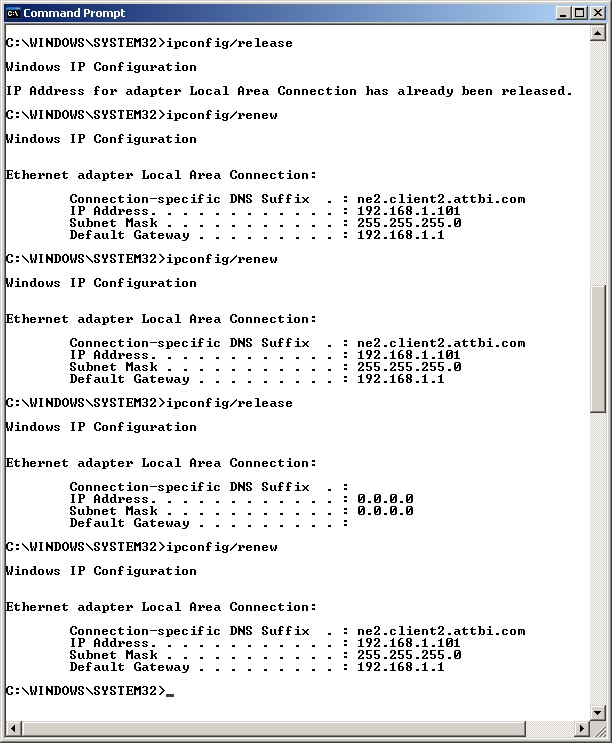 Command Prompt
C:\WINDOWS\SYSTEM32>ipconfig/release
Windows IP Configuration
IP Address for adapter Local Area Connection has already been released.
C:\WINDOWS\SYSTEM32>ipconfig/renew
Windows IP Configuration
Ethernet adapter Local Area Connection:
Connection-specific DNS Suffix  . : ne2.client2.attbi.com
IP Address. . . . . . . . . . . . : 192.168.1.101
Subnet Mask . . . . . . . . . . . : 255.255.255.0
Default Gateway . . . . . . . . . : 192.168.1.1
C:\WINDOWS\SYSTEM32>ipconfig/renew
Windows IP Configuration
Ethernet adapter Local Area Connection:
Connection-specific DNS Suffix  . : ne2.client2.attbi.com
IP Address. . . . . . . . . . . . : 192.168.1.101
Subnet Mask . . . . . . . . . . . : 255.255.255.0
Default Gateway . . . . . . . . . : 192.168.1.1
C:\WINDOWS\SYSTEM32>ipconfig/release
Windows IP Configuration
Ethernet adapter Local Area Connection:
Connection-specific DNS Suffix  . :
IP Address. . . . . . . . . . . . : 0.0.0.0
Subnet Mask . . . . . . . . . . . : 0.0.0.0
Default Gateway . . . . . . . . . :
C:\WINDOWS\SYSTEM32>ipconfig/renew
Windows IP Configuration
Ethernet adapter Local Area Connection:
Connection-specific DNS Suffix  . : ne2.client2.attbi.com
IP Address. . . . . . . . . . . . : 192.168.1.101
Subnet Mask . . . . . . . . . . . : 255.255.255.0
Default Gateway . . . . . . . . . : 192.168.1.1
C:\WINDOWS\SYSTEM32>_